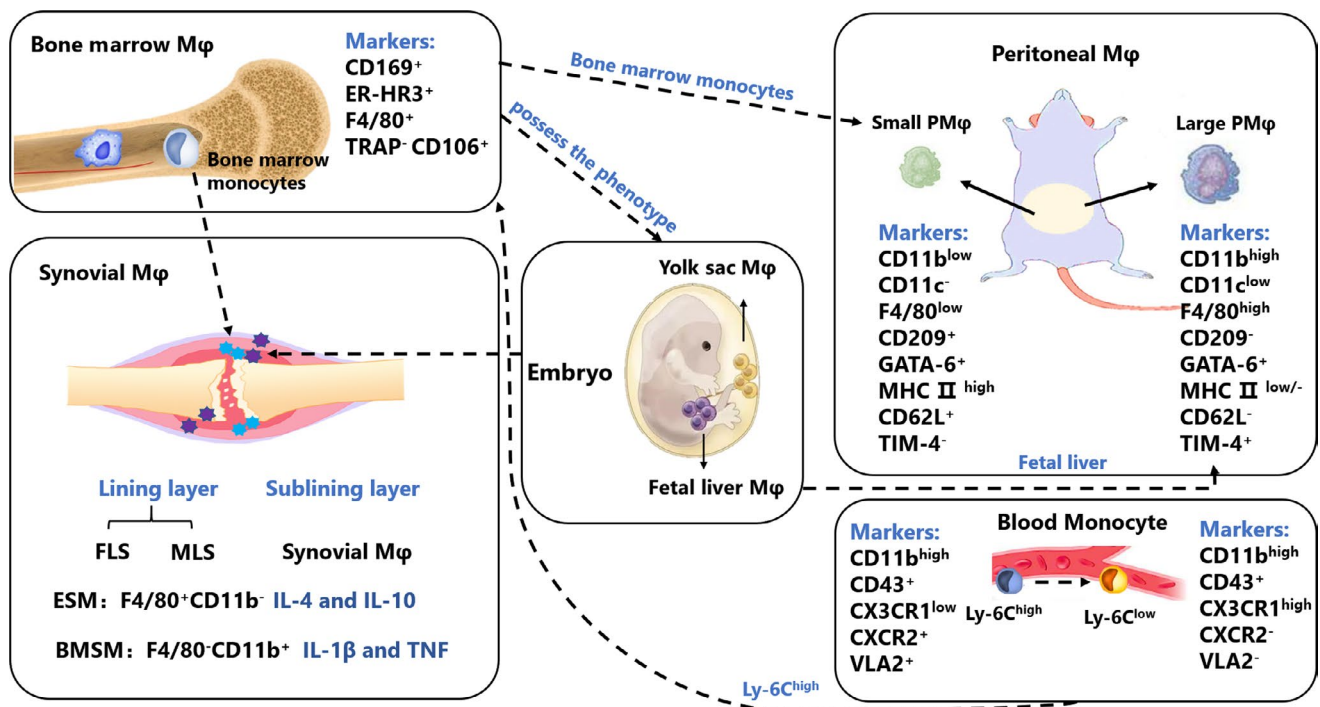 Bone marrow Mφ
Markers:
CD169⁺
ER-HR3⁺
F4/80⁺
TRAP⁻ CD106⁺
Bone marrow
monocytes
Bone marrow monocytes
possess the phenotype
Peritoneal Mφ
Small PMφ
Large PMφ
Markers:
CD11b^low
CD11c⁻
F4/80^low
CD209⁺
GATA-6⁺
MHC Ⅱ ^high
CD62L⁺
TIM-4⁻
Markers:
CD11b^high
CD11c^low
F4/80^high
CD209⁻
GATA-6⁺
MHC Ⅱ ^low/-
CD62L⁻
TIM-4⁺
Synovial Mφ
Lining layer
Sublining layer
FLS
MLS
Synovial Mφ
ESM: F4/80⁺CD11b⁻ IL-4 and IL-10
BMSM: F4/80⁻CD11b⁺ IL-1β and TNF
Yolk sac Mφ
Embryo
Fetal liver Mφ
Fetal liver
Ly-6C^high
Blood Monocyte
Markers:
CD11b^high
CD43⁺
CX3CR1^low
CXCR2⁺
VLA2⁺
Ly-6C^high
Ly-6C^low
Markers:
CD11b^high
CD43⁺
CX3CR1^high
CXCR2⁻
VLA2⁻